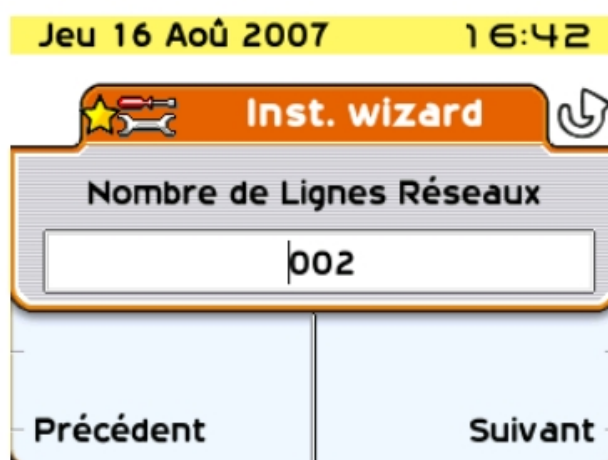 Jeu 16 Aoû 2007 16:42
Inst. wizard
Nombre de Lignes Réseaux
002
Précédent Suivant